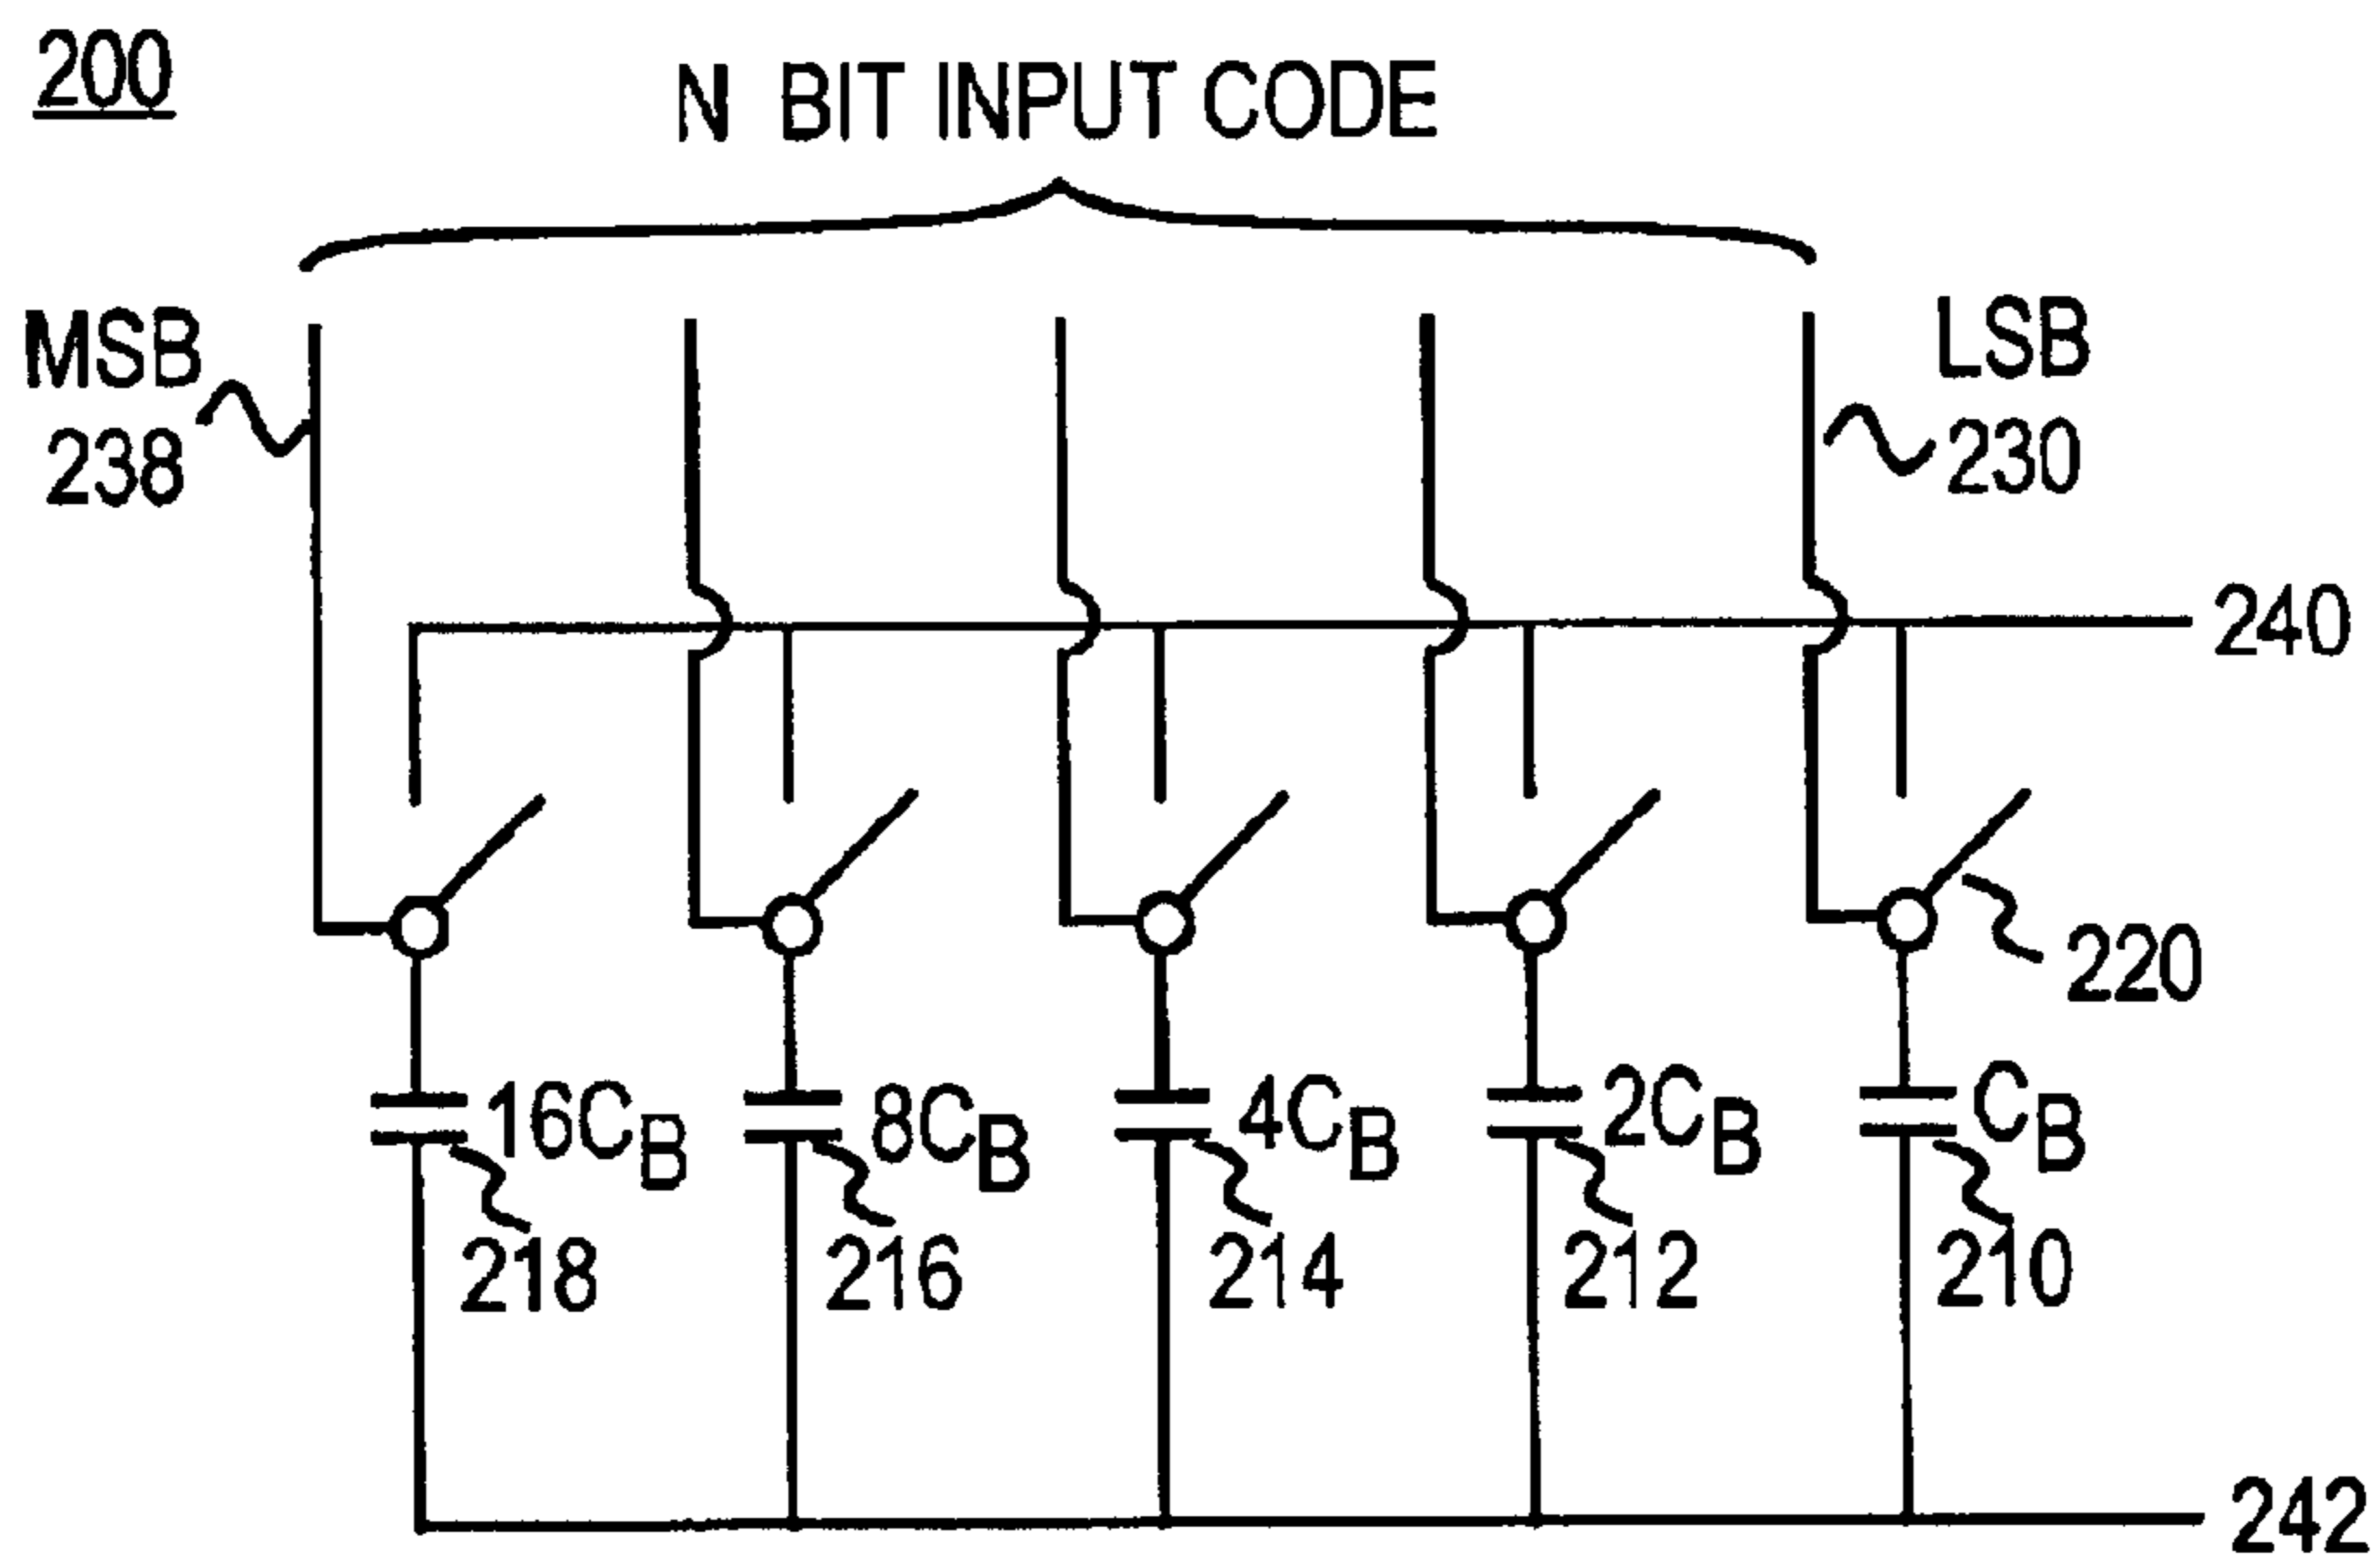 200
N BIT INPUT CODE
MSB
238
LSB
230
240
220
16CB
218
8CB
216
4CB
214
2CB
212
CB
210
242